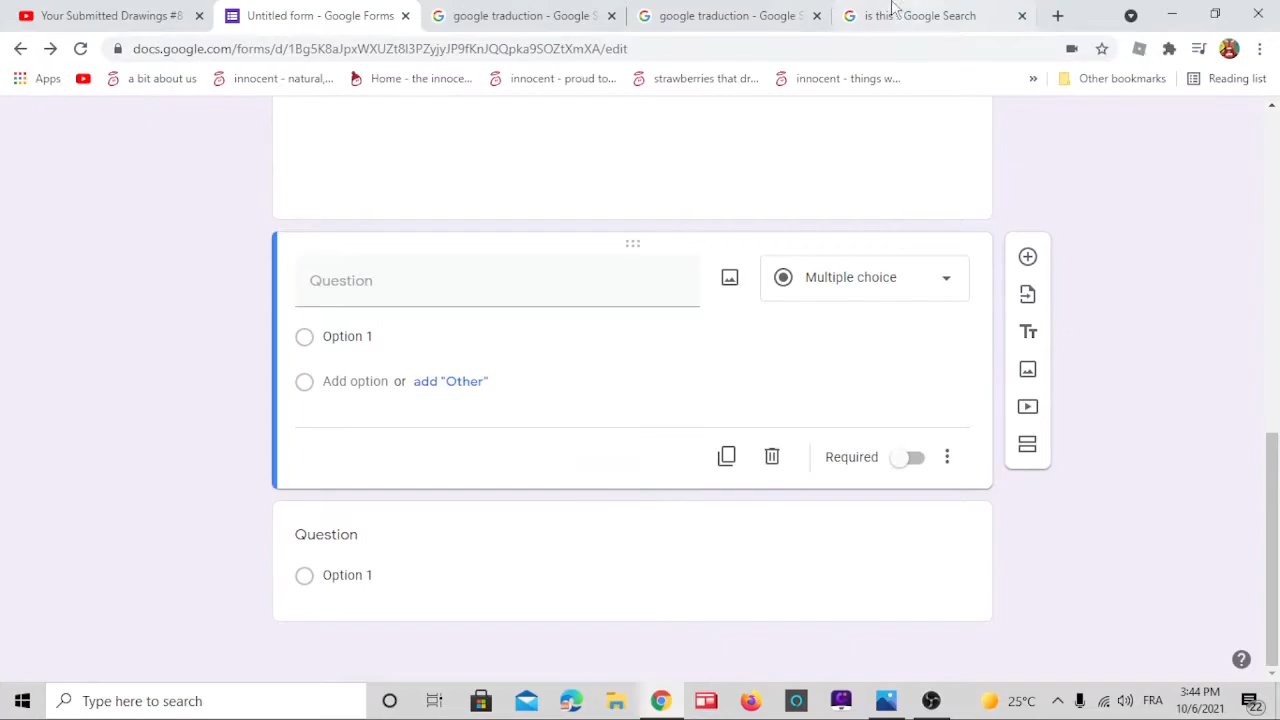 Your Submitted Drawings #8
Untitled form - Google Forms
google traduction - Google S
google traduction - Google S
is this - Google Search
docs.google.com/forms/d/1Bg5K8aJpxWXUZt8I3PZyjyJP9fKnJQQpka9SOZtXmXA/edit
Apps
a bit about us
innocent - natural,...
Home - the innoce...
innocent - proud to...
strawberries that dr...
innocent - things w...
»
Other bookmarks
Reading list
Question
Multiple choice
Option 1
Add option or add "Other"
Required
Question
Option 1
Type here to search
25°C
FRA
3:44 PM
10/6/2021
22